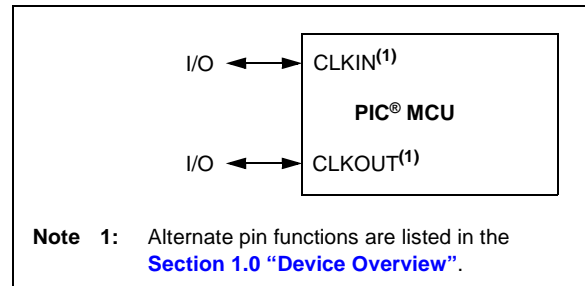 I/O CLKIN(1)
PIC® MCU
I/O CLKOUT(1)
Note 1: Alternate pin functions are listed in the
Section 1.0 “Device Overview”.